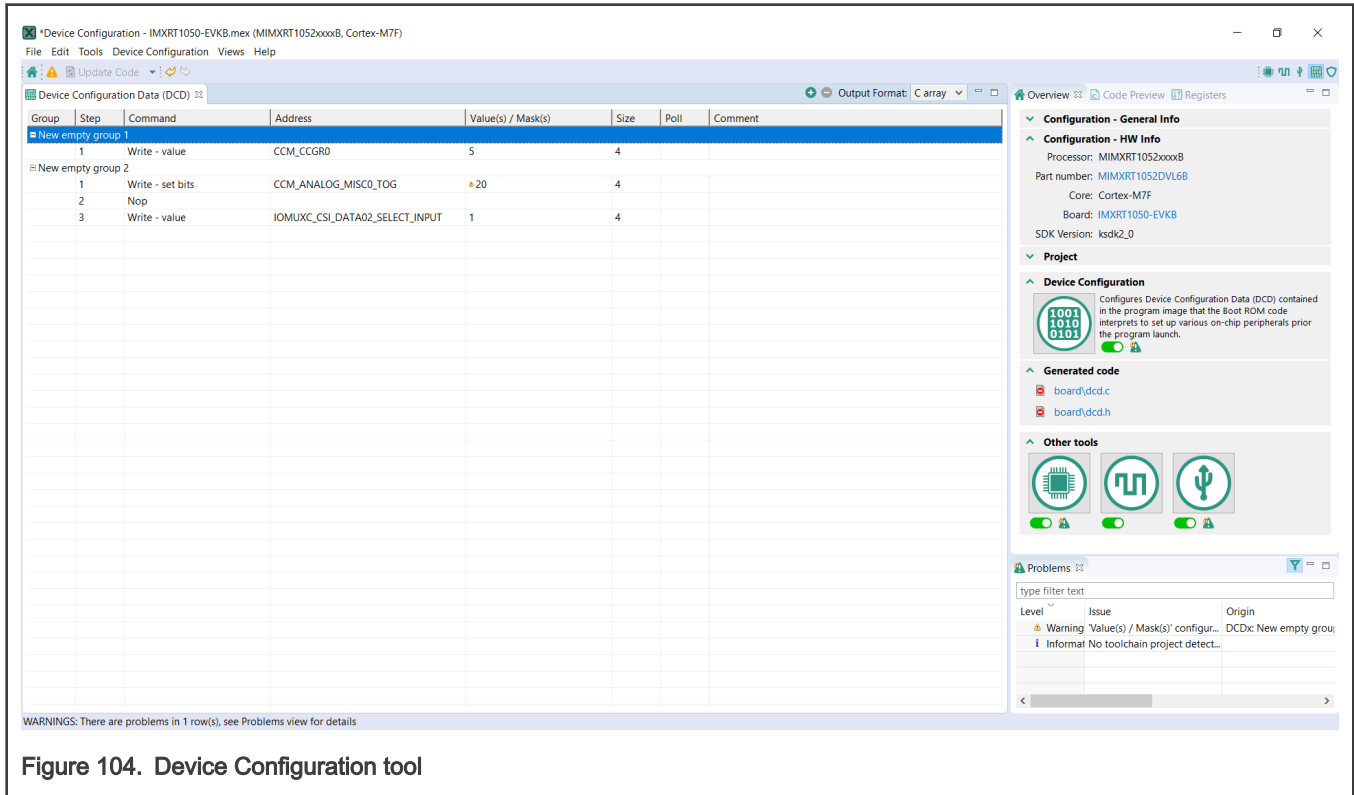 *Device Configuration - IMXRT1050-EVKB.mex (MIMXRT1052xxxxB, Cortex-M7F)
File Edit Tools Device Configuration Views Help
Update Code
Device Configuration Data (DCD)
Output Format: C array
Group Step Command Address Value(s) / Mask(s) Size Poll Comment
New empty group 1
1 Write - value CCM_CCGR0 5 4
New empty group 2
1 Write - set bits CCM_ANALOG_MISC0_TOG 20 4
2 Nop
3 Write - value IOMUXC_CSI_DATA02_SELECT_INPUT 1 4
Overview Code Preview Registers
Configuration - General Info
Configuration - HW Info
Processor: MIMXRT1052xxxxB
Part number: MIMXRT1052DVL6B
Core: Cortex-M7F
Board: IMXRT1050-EVKB
SDK Version: ksdk2_0
Project
Device Configuration
1001
1010
0101
Configures Device Configuration Data (DCD) contained
in the program image that the Boot ROM code
interprets to set up various on-chip peripherals prior
the program launch.
Generated code
board\dcd.c
board\dcd.h
Other tools
Problems
type filter text
Level Issue Origin
Warning 'Value(s) / Mask(s)' configur... DCDx: New empty grou
Informat No toolchain project detect...
WARNINGS: There are problems in 1 row(s), see Problems view for details
Figure 104. Device Configuration tool